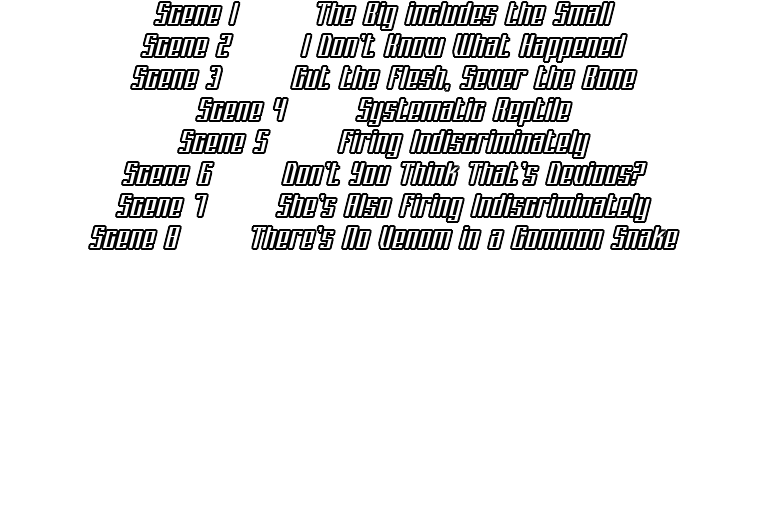 Scene 1 The Big includes the Small
Scene 2 I Don't Know What Happened
Scene 3 Cut the Flesh, Sever the Bone
Scene 4 Systematic Reptile
Scene 5 Firing Indiscriminately
Scene 6 Don't You Think That's Devious?
Scene 7 She's Also Firing Indiscriminately
Scene 8 There's No Venom in a Common Snake